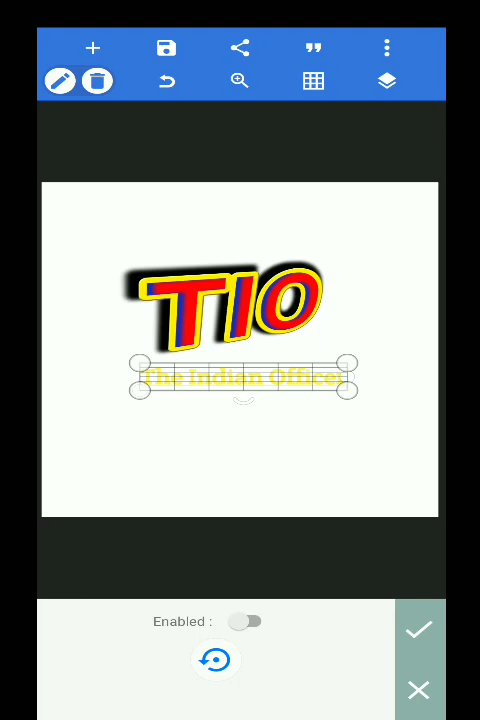 TIO
The Indian Officer
Enabled :